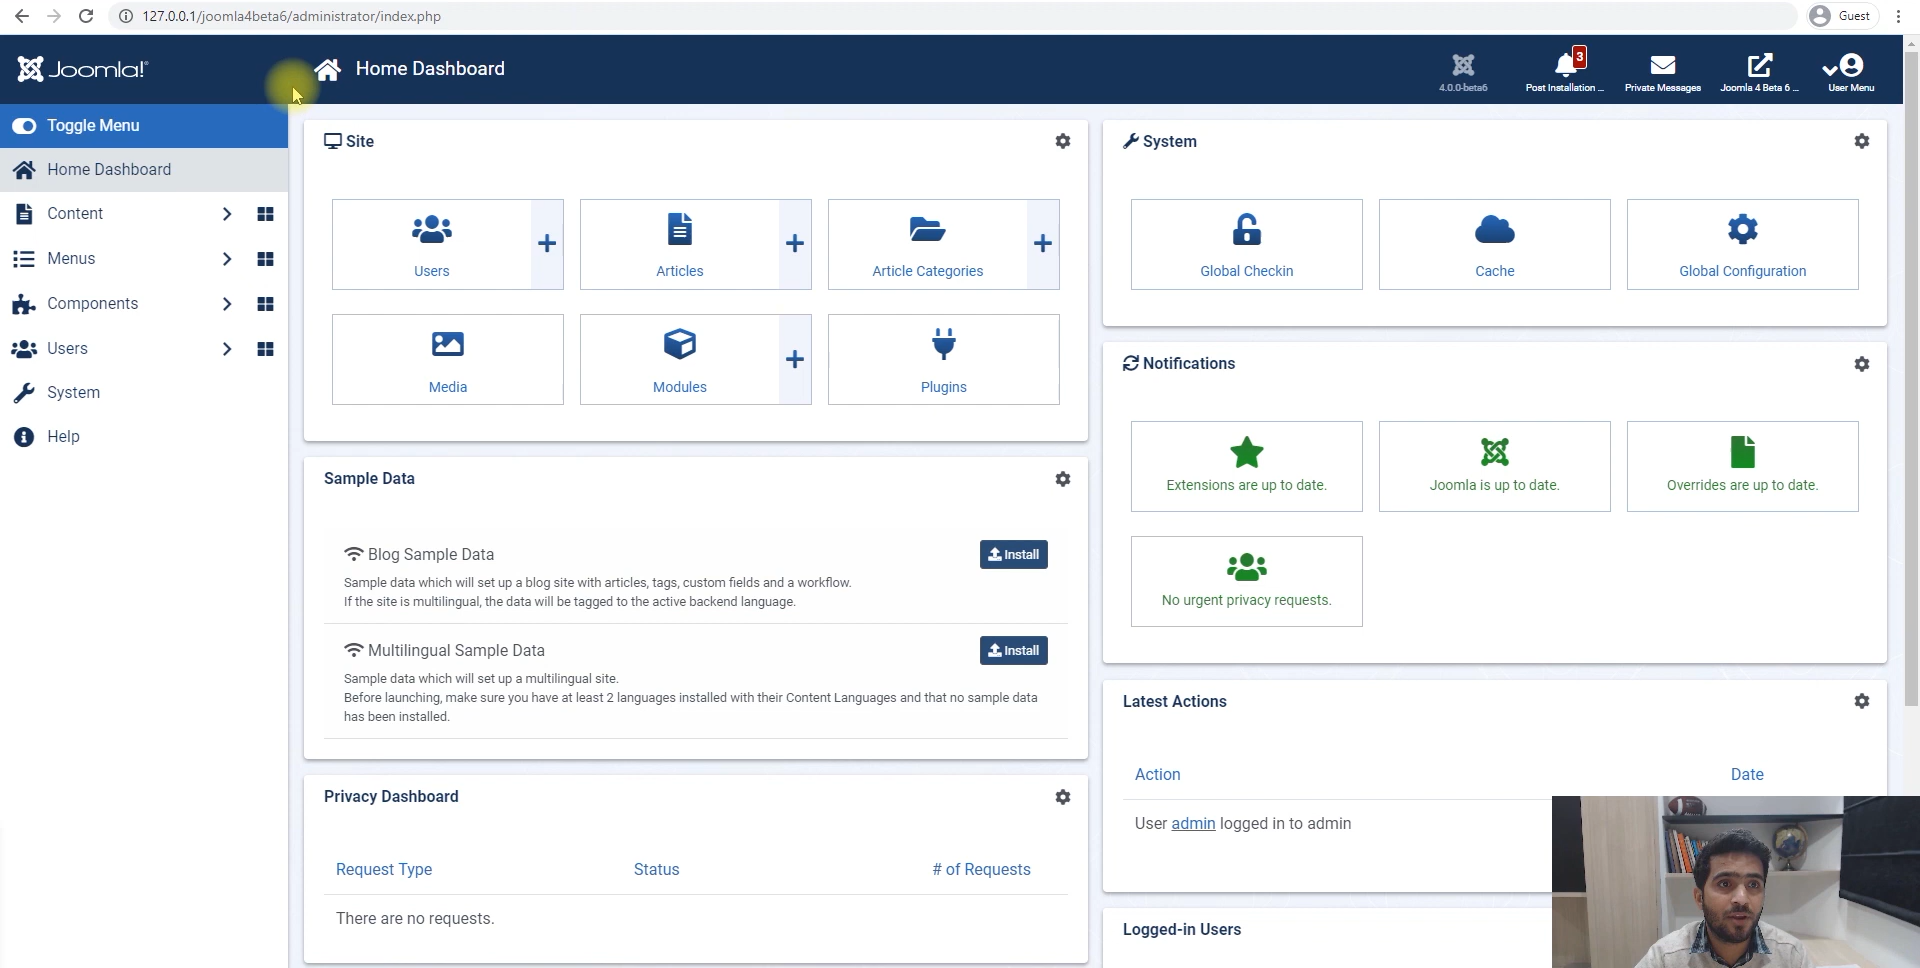 127.0.0.1/joomla4beta6/administrator/index.php
Guest
Joomla!®
Home Dashboard
4.0.0-beta6
3
Post Installation ...
Private Messages
Joomla 4 Beta 6 ...
User Menu
Toggle Menu
Home Dashboard
Content
Menus
Components
Users
System
Help
Site
Users
Articles
Article Categories
Media
Modules
Plugins
Sample Data
Blog Sample Data
Install
Sample data which will set up a blog site with articles, tags, custom fields and a workflow.
If the site is multilingual, the data will be tagged to the active backend language.
Multilingual Sample Data
Install
Sample data which will set up a multilingual site.
Before launching, make sure you have at least 2 languages installed with their Content Languages and that no sample data
has been installed.
Privacy Dashboard
Request Type Status # of Requests
There are no requests.
System
Global Checkin
Cache
Global Configuration
Notifications
Extensions are up to date.
Joomla is up to date.
Overrides are up to date.
No urgent privacy requests.
Latest Actions
Action Date
User admin logged in to admin
Logged-in Users